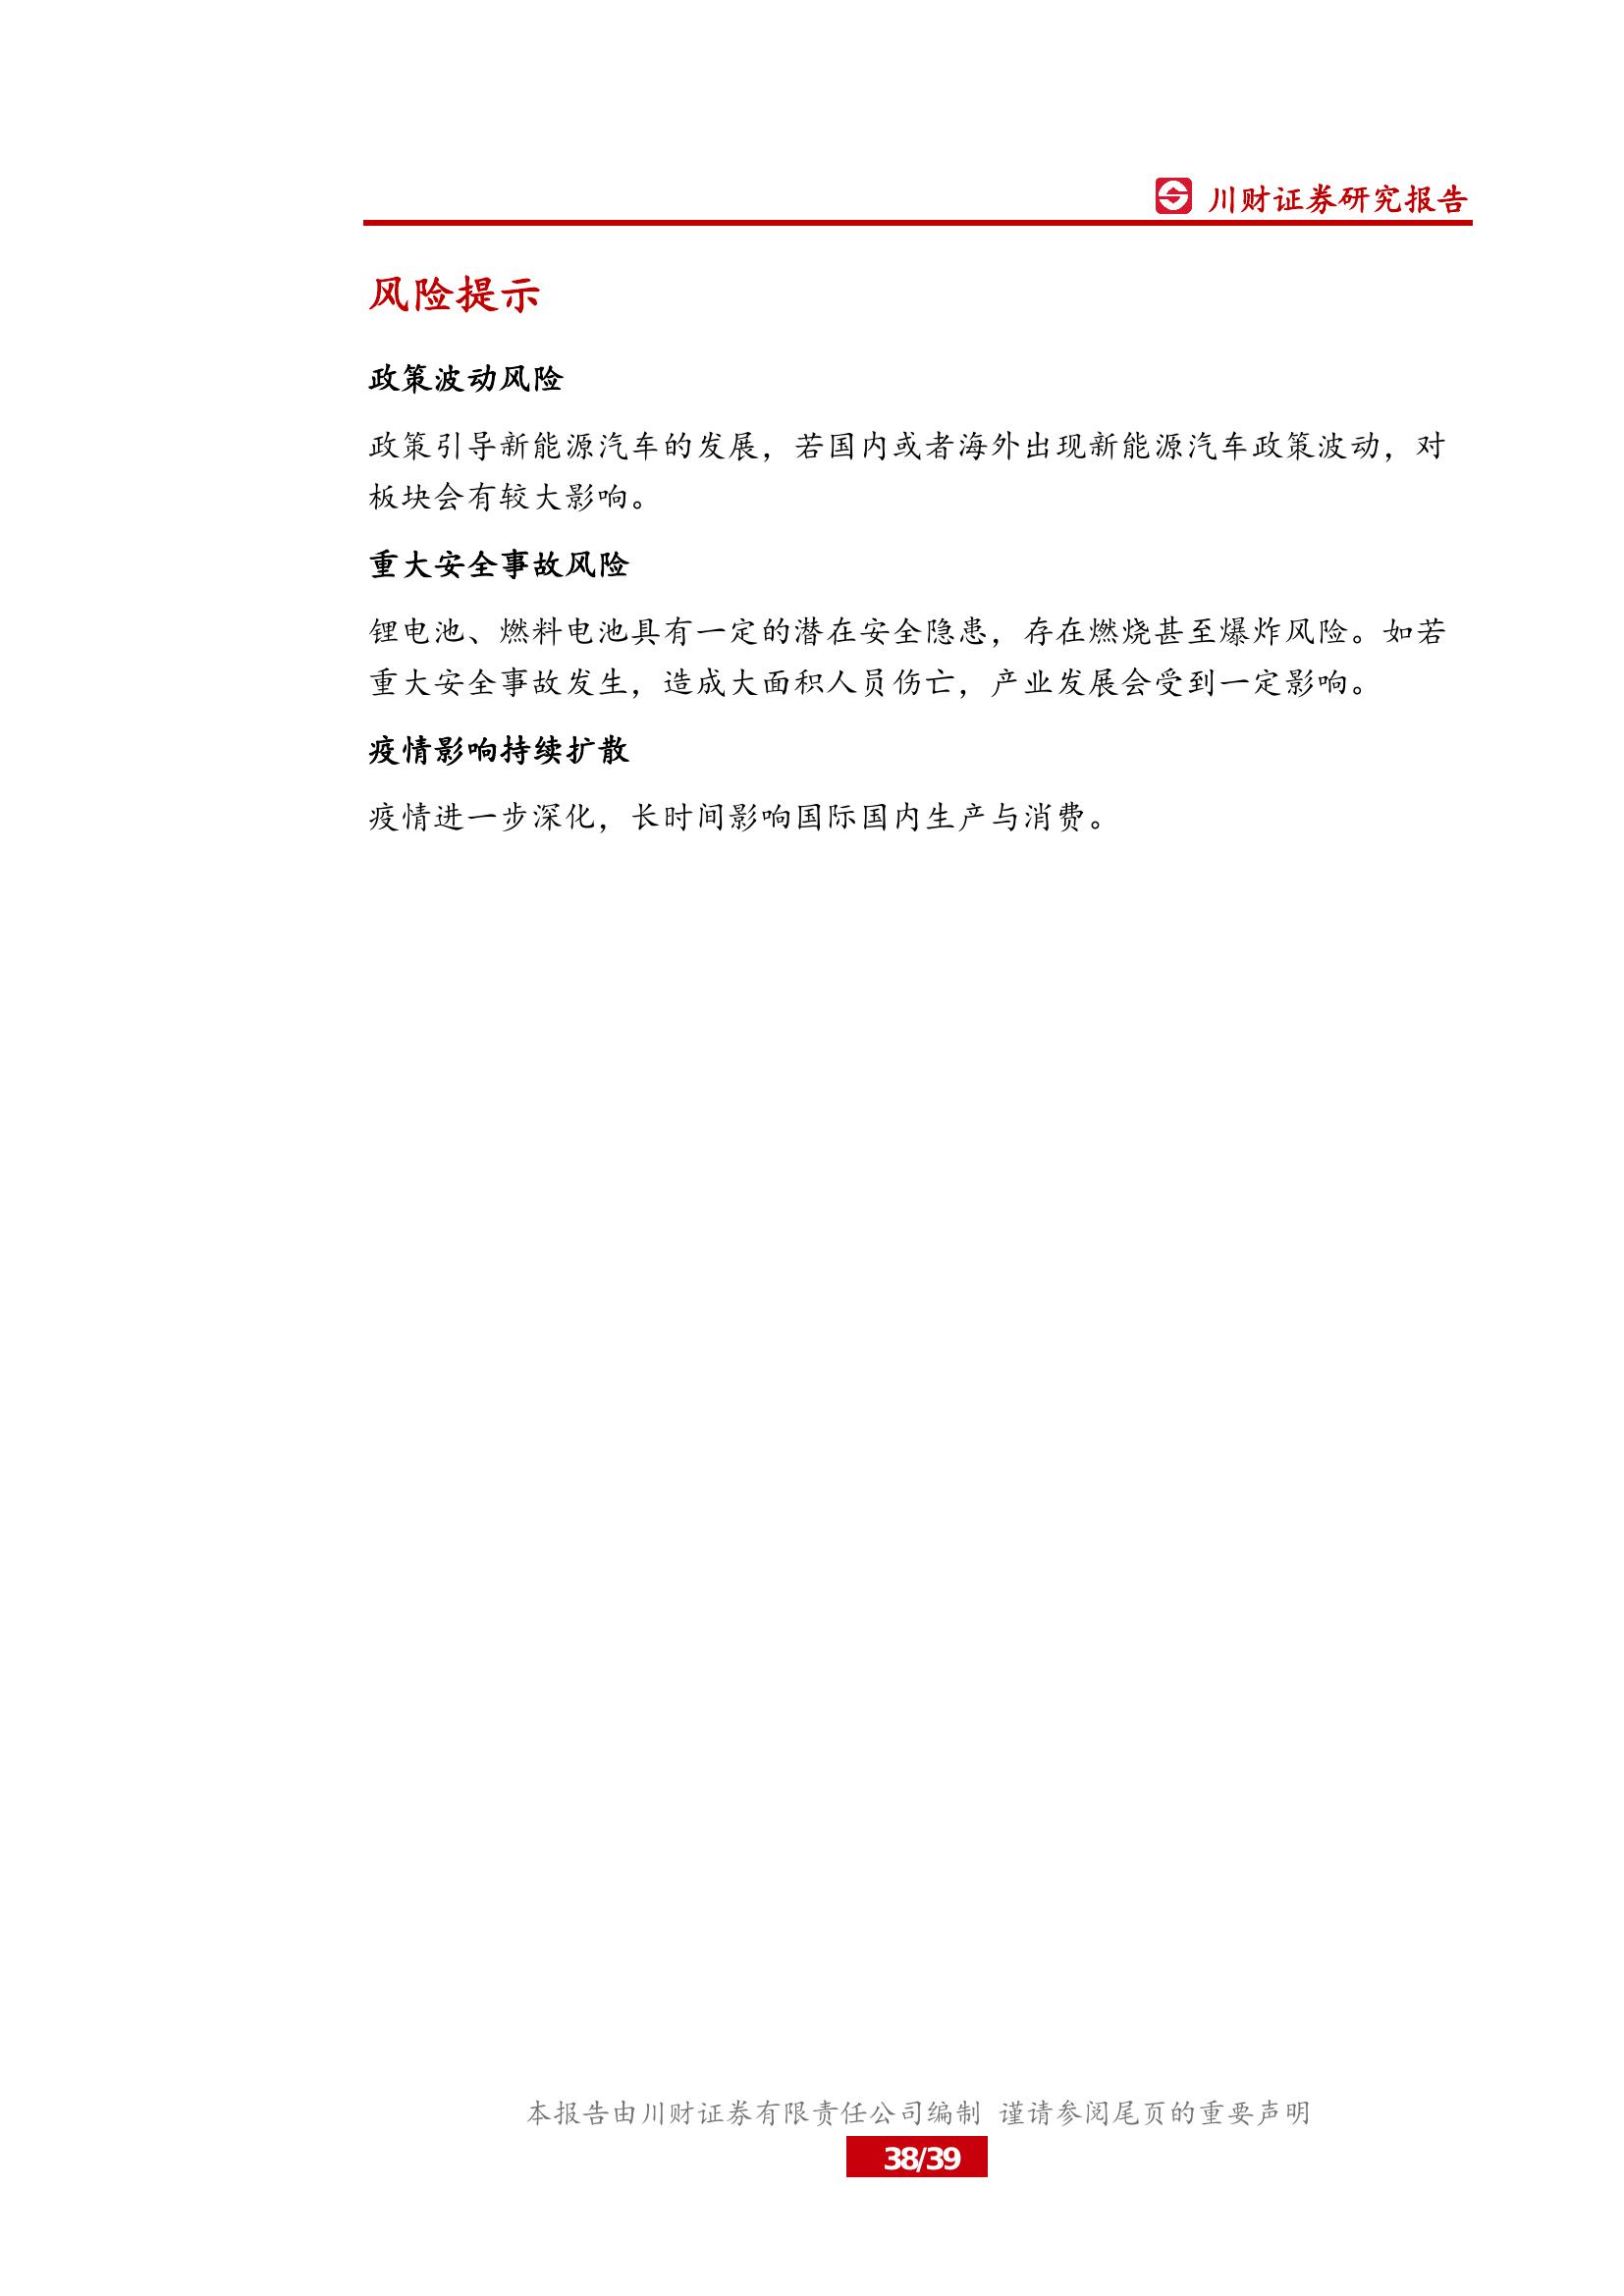 川财证券研究报告
风险提示
政策波动风险
政策引导新能源汽车的发展，若国内或者海外出现新能源汽车政策波动，对
板块会有较大影响。
重大安全事故风险
锂电池、燃料电池具有一定的潜在安全隐患，存在燃烧甚至爆炸风险。如若
重大安全事故发生，造成大面积人员伤亡，产业发展会受到一定影响。
疫情影响持续扩散
疫情进一步深化，长时间影响国际国内生产与消费。
本报告由川财证券有限责任公司编制 谨请参阅尾页的重要声明
38/39